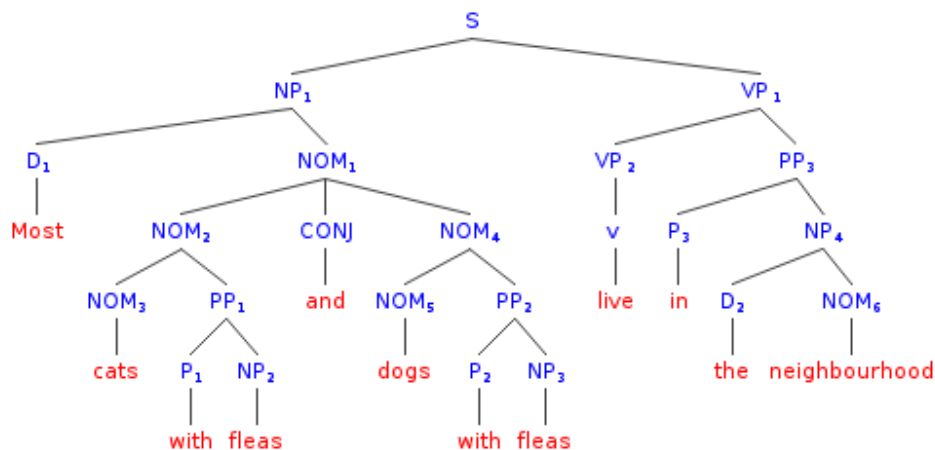 S
NP₁ VP₁
D₁ NOM₁ VP₂ PP₃
Most NOM₂ CONJ NOM₄ v P₃ NP₄
NOM₃ PP₁ and NOM₅ PP₂ live in D₂ NOM₆
cats P₁ NP₂ dogs P₂ NP₃ the neighbourhood
with fleas with fleas